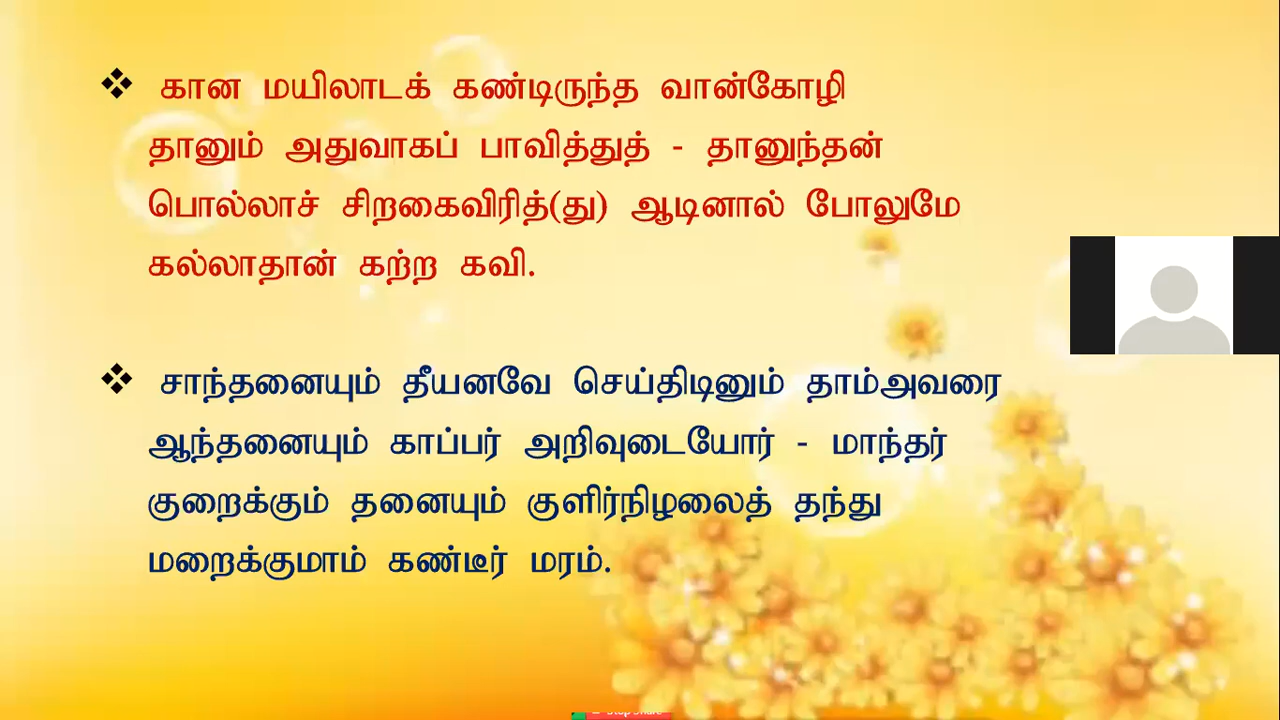 ❖ கான மயிலாடக் கண்டிருந்த வான்கோழி
தானும் அதுவாகப் பாவித்துத் - தானுந்தன்
பொல்லாச் சிறகைவிரித்(து) ஆடினால் போலுமே
கல்லாதான் கற்ற கவி.
❖ சாந்தனையும் தீயனவே செய்திடினும் தாம்அவரை
ஆந்தனையும் காப்பர் அறிவுடையோர் - மாந்தர்
குறைக்கும் தனையும் குளிர்நிழலைத் தந்து
மறைக்குமாம் கண்டீர் மரம்.